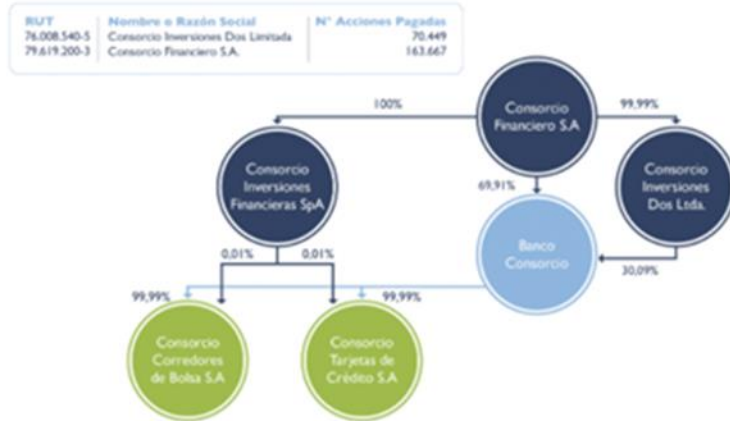 RUT Nombre o Razón Social N° Acciones Pagadas
76.008.540-5 Consorcio Inversiones Dos Limitada 70.449
79.619.200-3 Consorcio Financiero S.A. 163.667
100%
Consorcio
Financiero S.A
99,99%
Consorcio
Inversiones
Financieras SpA
69,91%
Consorcio
Inversiones
Dos Ltda.
Banco
Consorcio
0,01%
0,01%
30,09%
99,99%
99,99%
Consorcio
Corredores
de Bolsa S.A
Consorcio
Tarjetas de
Crédito S.A